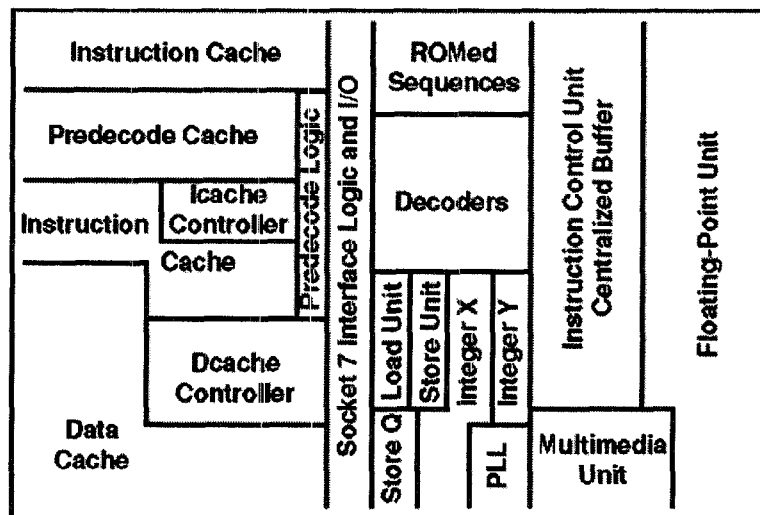 Instruction Cache
Predecode Cache
Predecode Logic
Icache
Controller
Instruction
Cache
Dcache
Controller
Data
Cache
Socket 7 Interface Logic and I/O
ROMed
Sequences
Decoders
Load Unit
Store Unit
Integer X
Integer Y
Store Q
PLL
Instruction Control Unit
Centralized Buffer
Multimedia
Unit
Floating-Point Unit